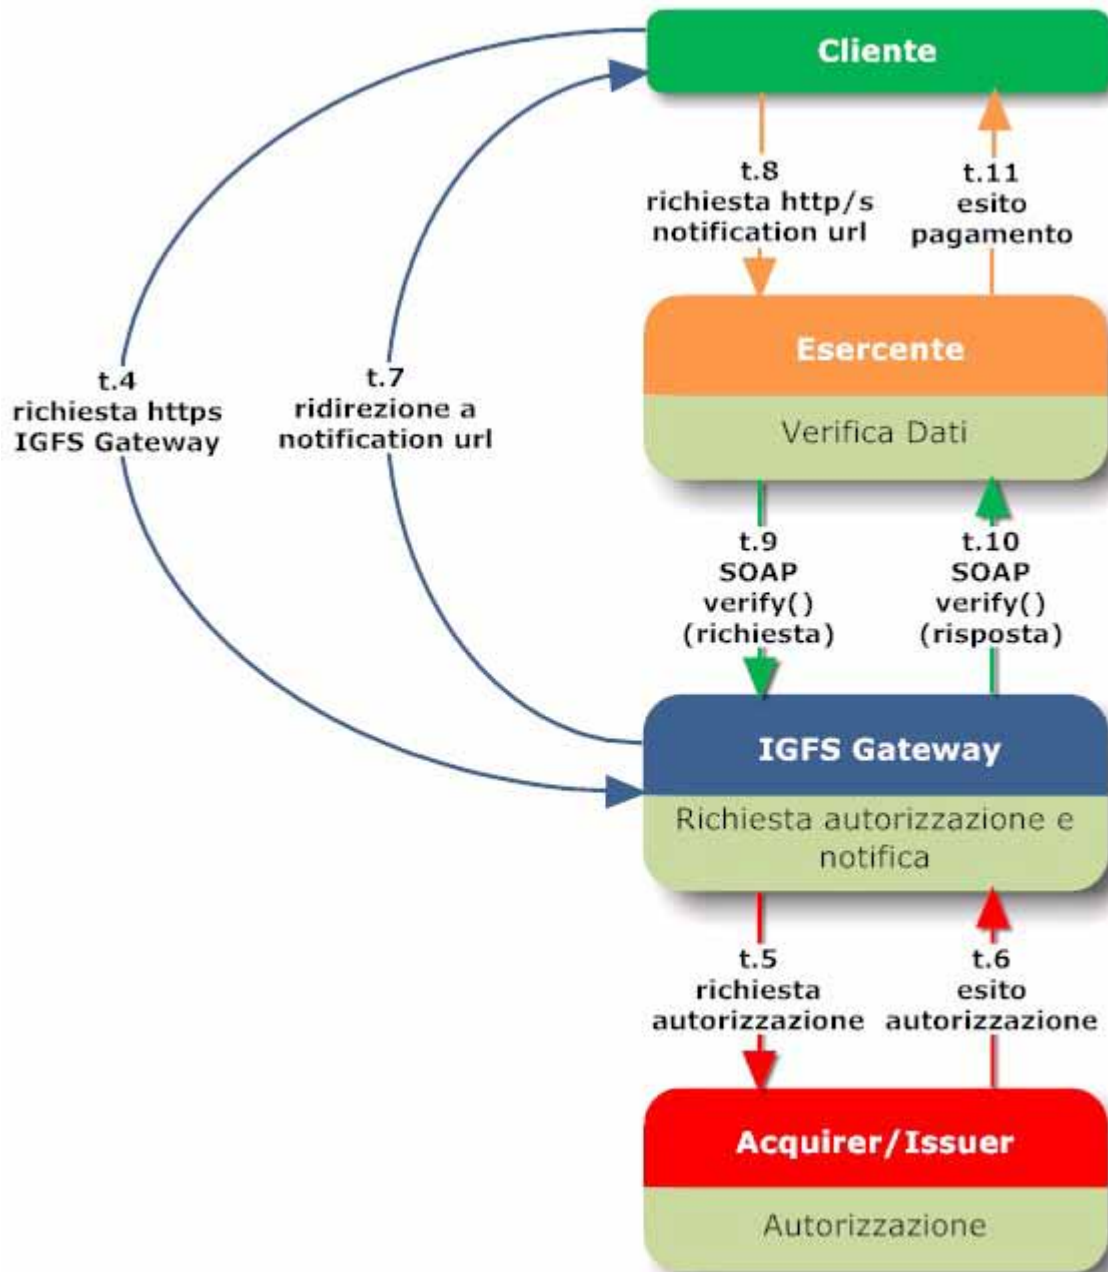 Cliente
t.8
richiesta http/s
notification url
t.11
esito
pagamento
Esercente
Verifica Dati
t.4
richiesta https
IGFS Gateway
t.7
ridirezione a
notification url
t.9
SOAP
verify()
(richiesta)
t.10
SOAP
verify()
(risposta)
IGFS Gateway
Richiesta autorizzazione e
notifica
t.5
richiesta
autorizzazione
t.6
esito
autorizzazione
Acquirer/Issuer
Autorizzazione